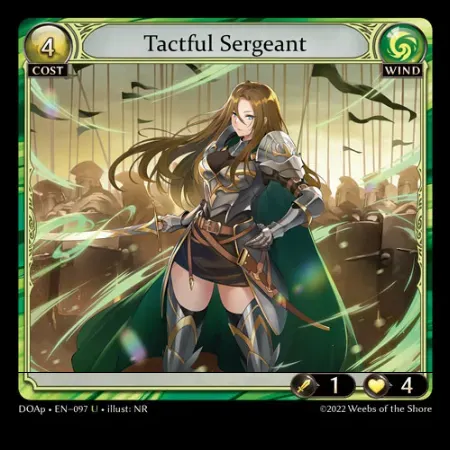 4
Tactful Sergeant
COST
WIND
1
4
DOAp • EN-097 U • illust: NR
©2022 Weebs of the Shore